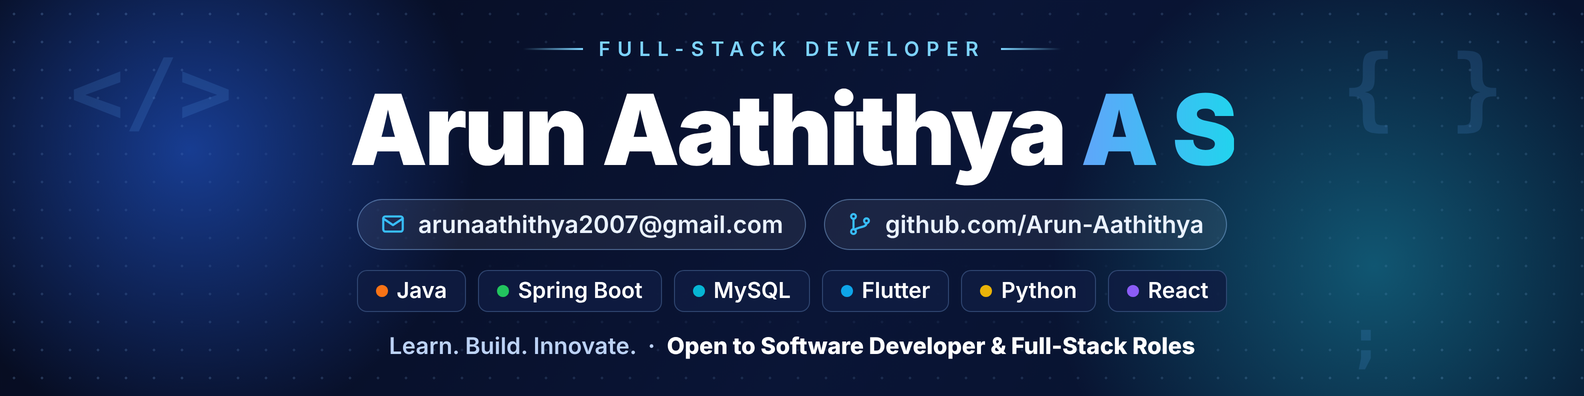 FULL-STACK DEVELOPER
</>
{ }
Arun Aathithya A S
arunaathithya2007@gmail.com github.com/Arun-Aathithya
Java Spring Boot MySQL Flutter Python React
Learn. Build. Innovate. · Open to Software Developer & Full-Stack Roles
;